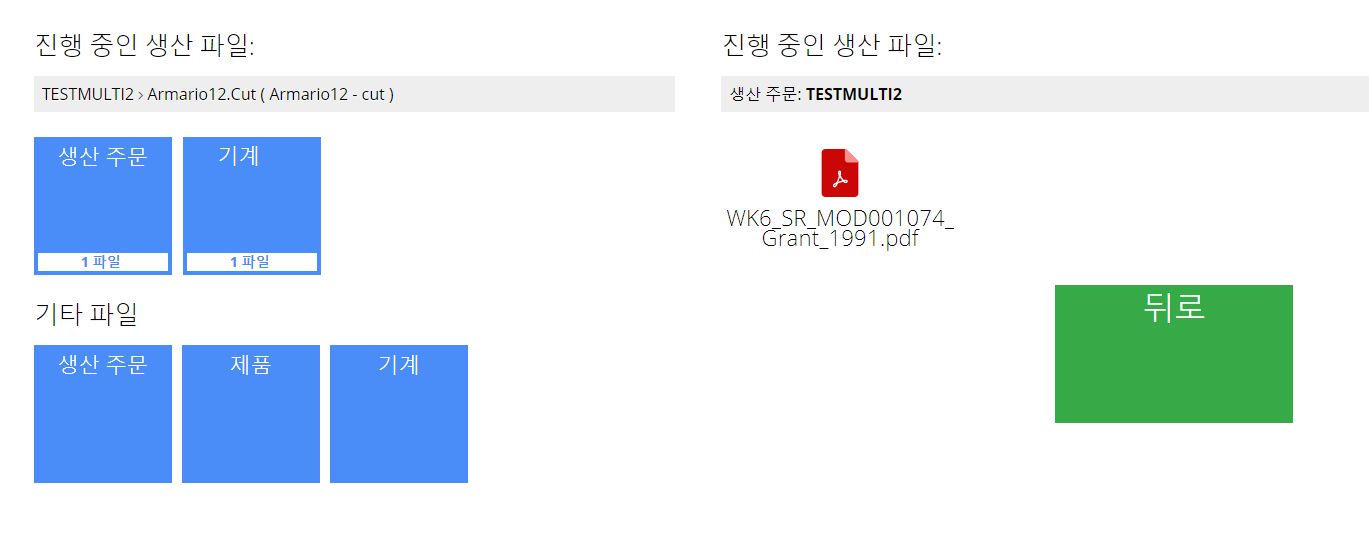 진행 중인 생산 파일:
TESTMULTI2 › Armario12.Cut ( Armario12 - cut )
생산 주문
기계
1 파일
1 파일
기타 파일
생산 주문
제품
기계
진행 중인 생산 파일:
생산 주문: TESTMULTI2
WK6_SR_MOD001074_
Grant_1991.pdf
뒤로